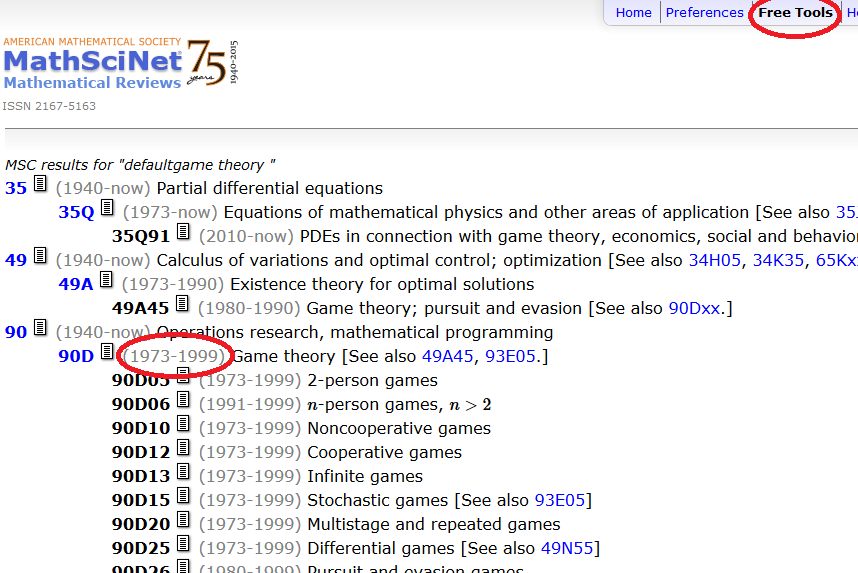 Home Preferences Free Tools
AMERICAN MATHEMATICAL SOCIETY
MathSciNet
Mathematical Reviews
75 years 1940-2015
ISSN 2167-5163
MSC results for "defaultgame theory "
35 (1940-now) Partial differential equations
35Q (1973-now) Equations of mathematical physics and other areas of application [See also 35
35Q91 (2010-now) PDEs in connection with game theory, economics, social and behavio
49 (1940-now) Calculus of variations and optimal control; optimization [See also 34H05, 34K35, 65Kx
49A (1973-1990) Existence theory for optimal solutions
49A45 (1980-1990) Game theory; pursuit and evasion [See also 90Dxx.]
90 (1940-now) Operations research, mathematical programming
90D (1973-1999) Game theory [See also 49A45, 93E05.]
90D05 (1973-1999) 2-person games
90D06 (1991-1999) n-person games, n > 2
90D10 (1973-1999) Noncooperative games
90D12 (1973-1999) Cooperative games
90D13 (1973-1999) Infinite games
90D15 (1973-1999) Stochastic games [See also 93E05]
90D20 (1973-1999) Multistage and repeated games
90D25 (1973-1999) Differential games [See also 49N55]
90D26 (1980-1999) Pursuit and evasion games